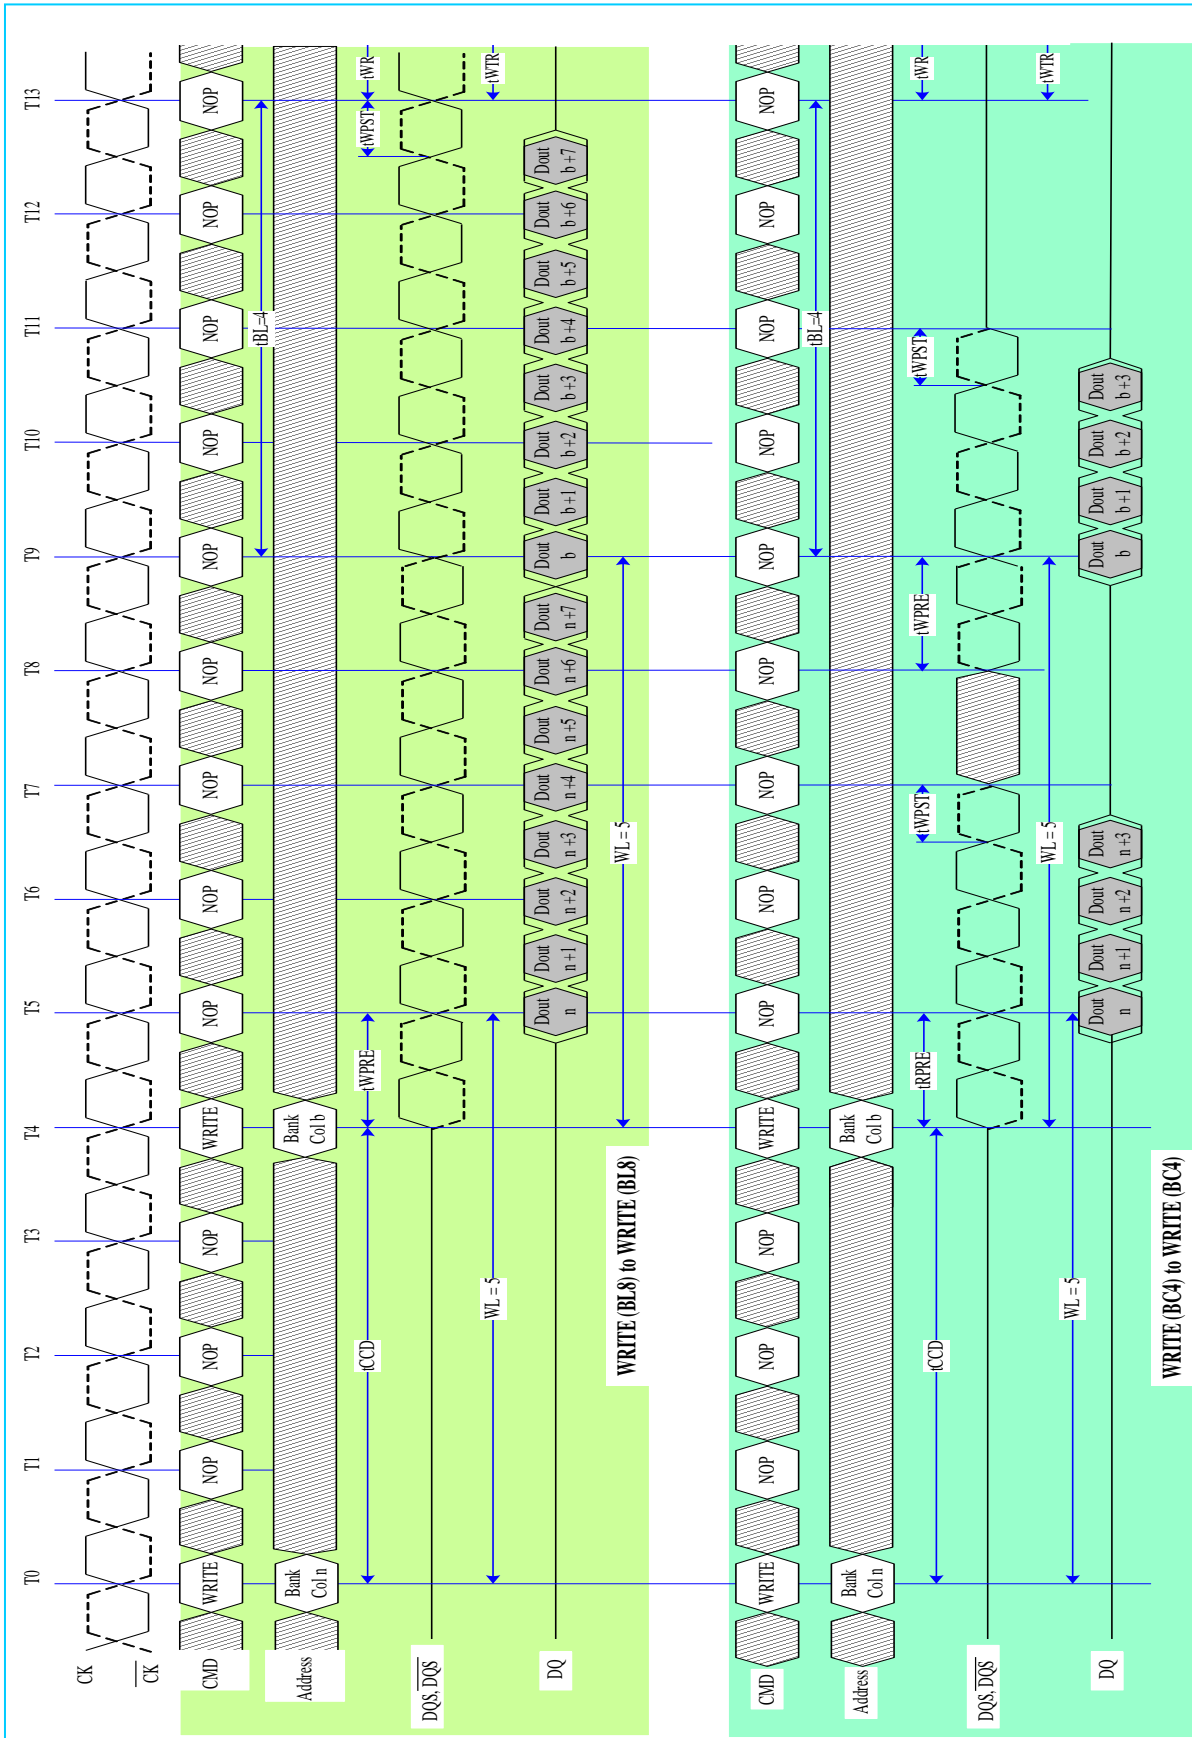 T0 T1 T2 T3 T4 T5 T6 T7 T8 T9 T10 T11 T12 T13
CK
CK
CMD WRITE NOP NOP NOP WRITE NOP NOP NOP NOP NOP NOP NOP NOP NOP
tBL=4
Bank Bank
Address Col n Col b
tCCD tWPRE tWPST tWR
DQS, DQS
WL = 5 tWTR
Dout Dout Dout Dout Dout Dout Dout Dout Dout Dout Dout Dout Dout Dout Dout Dout
DQ n n+1 n+2 n+3 n+4 n+5 n+6 n+7 b b+1 b+2 b+3 b+4 b+5 b+6 b+7
WL = 5
WRITE (BL8) to WRITE (BL8)
CMD WRITE NOP NOP NOP WRITE NOP NOP NOP NOP NOP NOP NOP NOP NOP
tBL=4
Bank Bank
Address Col n Col b
tCCD tRPRE tWPST tWPRE tWPST tWR
DQS, DQS
WL = 5 tWTR
WL = 5
Dout Dout Dout Dout Dout Dout Dout Dout
DQ n n+1 n+2 n+3 b b+1 b+2 b+3
WRITE (BC4) to WRITE (BC4)